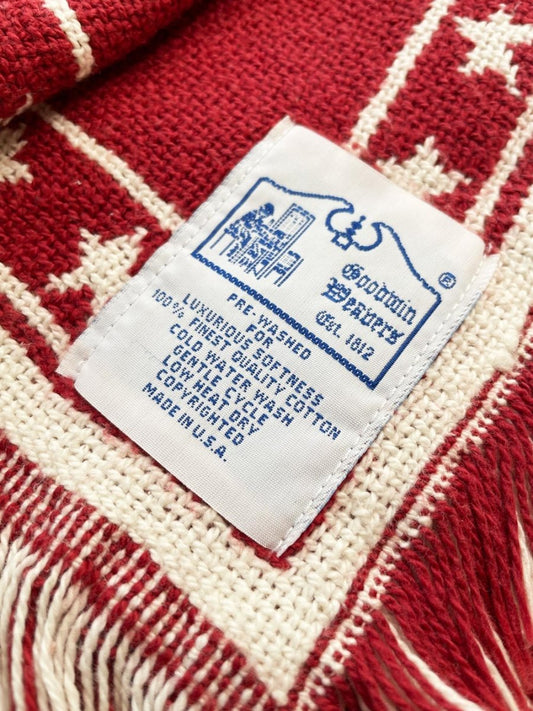 Goodwin
Weavers
®
Est. 1812
PRE-WASHED
FOR
LUXURIOUS SOFTNESS
100% FINEST QUALITY COTTON
COLD WATER WASH
GENTLE CYCLE
LOW HEAT DRY
COPYRIGHTED
MADE IN U.S.A.